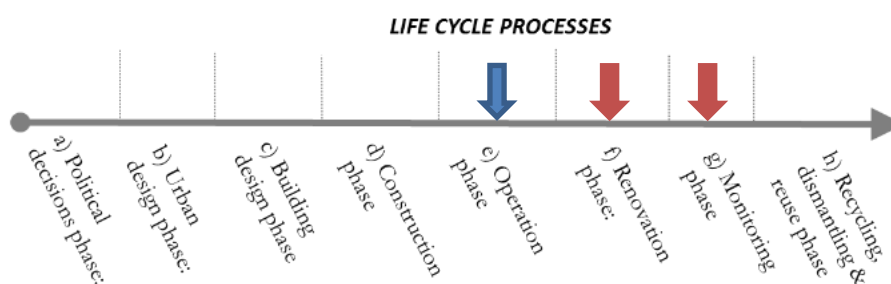 LIFE CYCLE PROCESSES
a) Political
decisions phase:
b) Urban
design phase:
c) Building
design phase
d) Construction
phase
e) Operation
phase
f) Renovation
phase:
g) Monitoring
phase
h) Recycling,
dismantling &
reuse phase